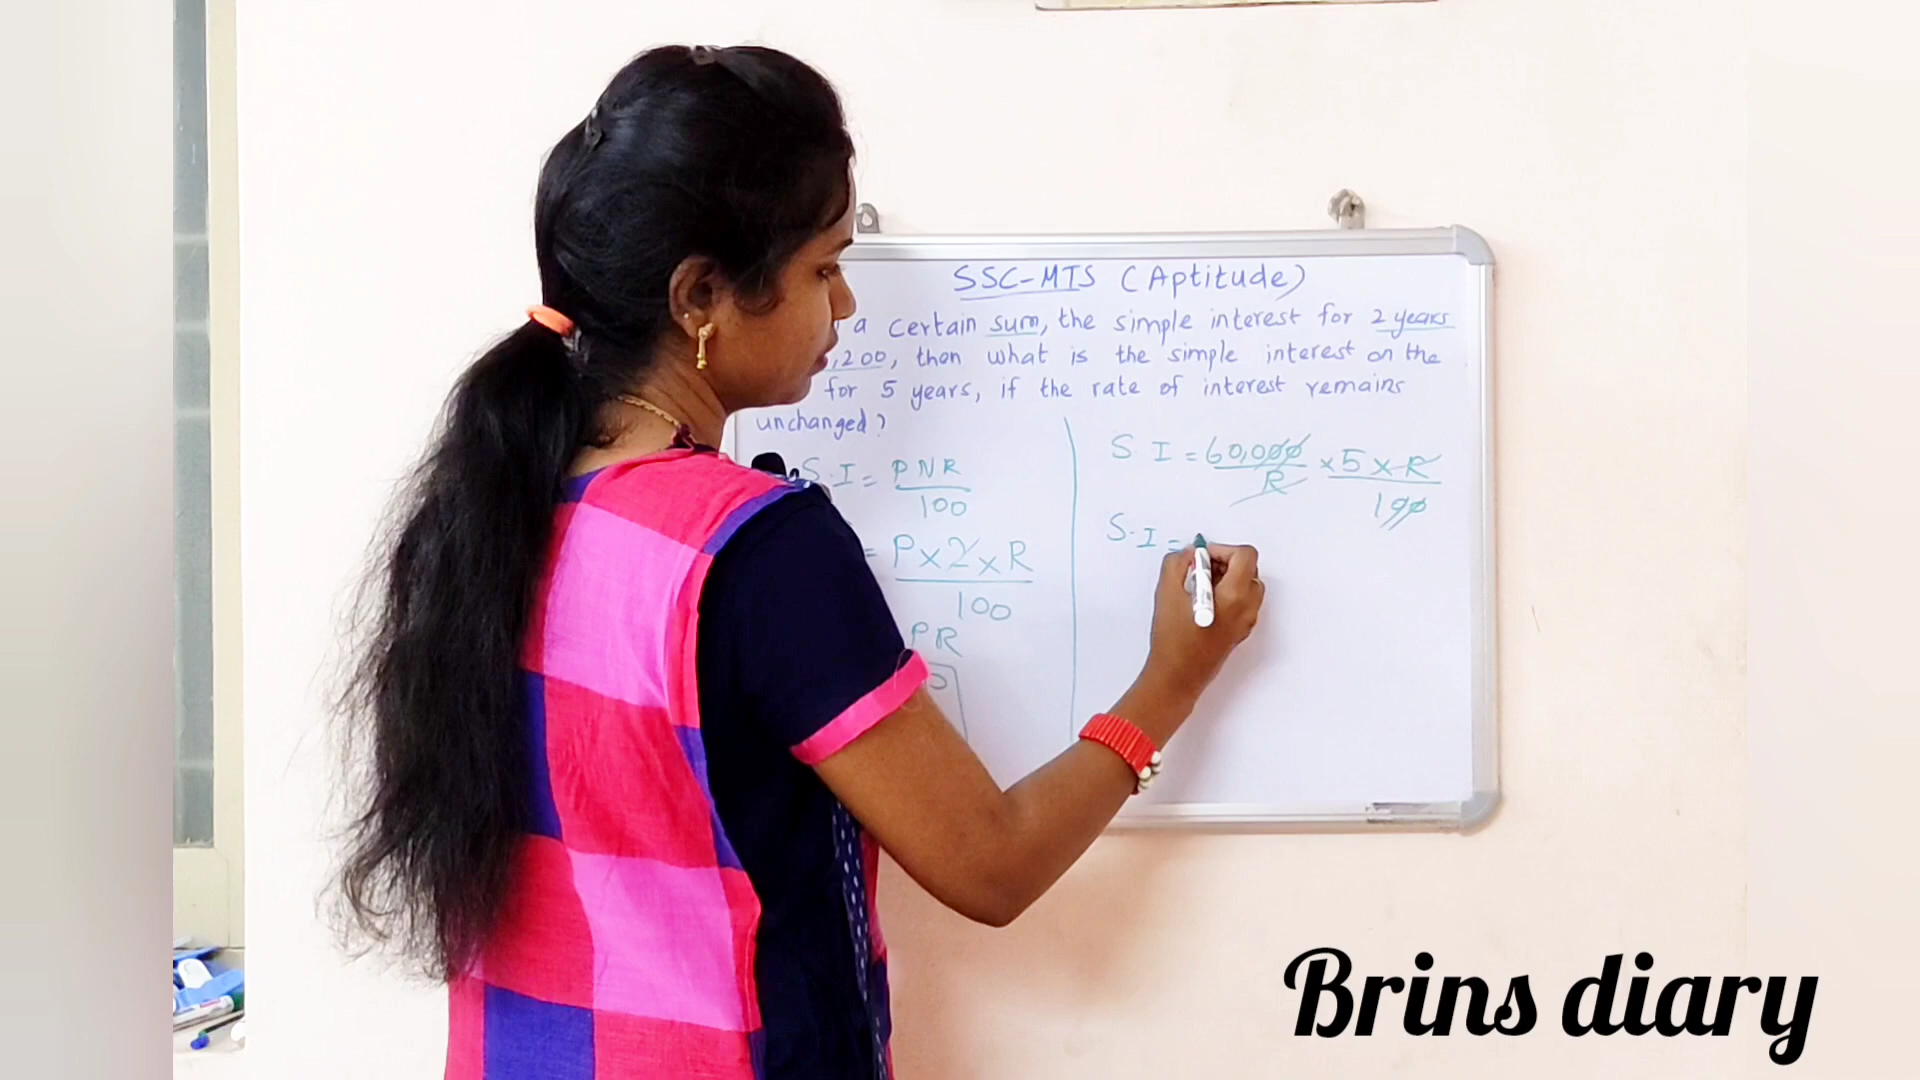 SSC-MTS (Aptitude)
a certain sum, the simple interest for 2 years
,200, then what is the simple interest on the
for 5 years, if the rate of interest remains
unchanged?
S.I = PNR
100
= P x 2 x R
100
PR
0
S I = 60,000 x 5 x R
R 100
S.I =
Brins diary